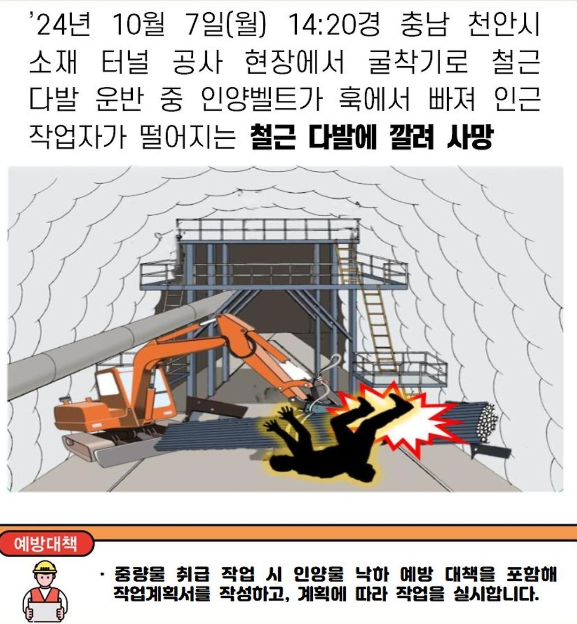 '24년 10월 7일(월) 14:20경 충남 천안시
소재 터널 공사 현장에서 굴착기로 철근
다발 운반 중 인양벨트가 훅에서 빠져 인근
작업자가 떨어지는 철근 다발에 깔려 사망
예방대책
· 중량물 취급 작업 시 인양물 낙하 예방 대책을 포함해
작업계획서를 작성하고, 계획에 따라 작업을 실시합니다.